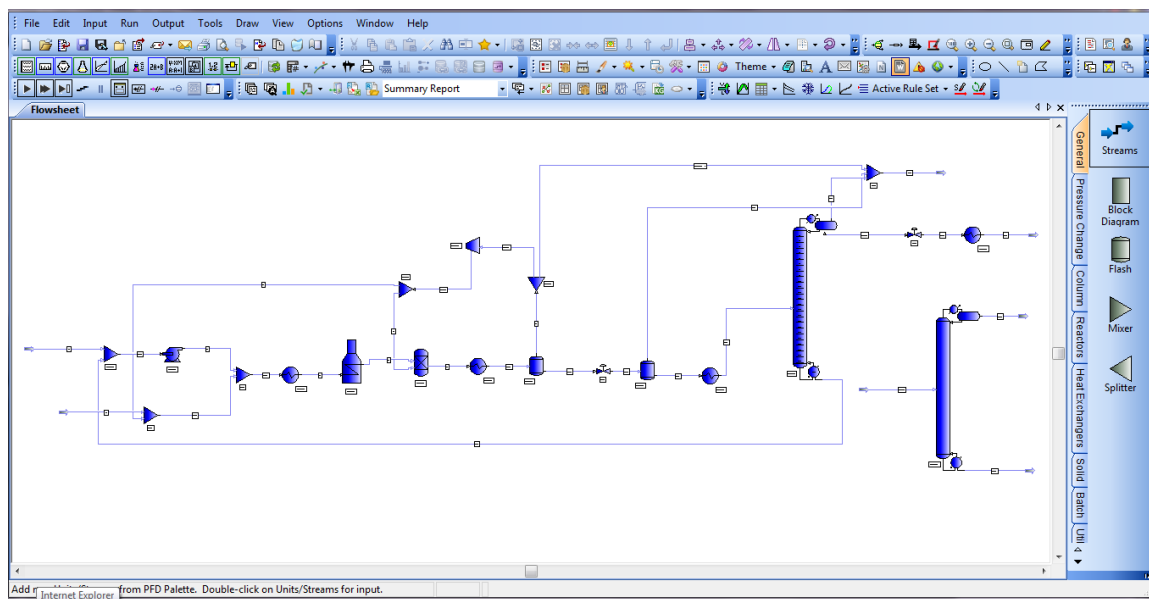 File Edit Input Run Output Tools Draw View Options Window Help
Theme
Summary Report
Active Rule Set
Flowsheet
General
Pressure Change
Column
Reactors
Heat Exchangers
Solid
Batch
Util
Streams
Block
Diagram
Flash
Mixer
Splitter
from PFD Palette. Double-click on Units/Streams for input.
Internet Explorer